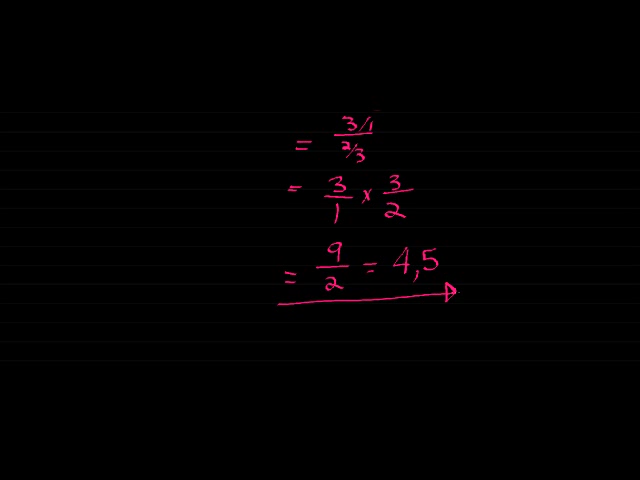 = 3/1 / 2/3
= 3/1 x 3/2
= 9/2 = 4,5